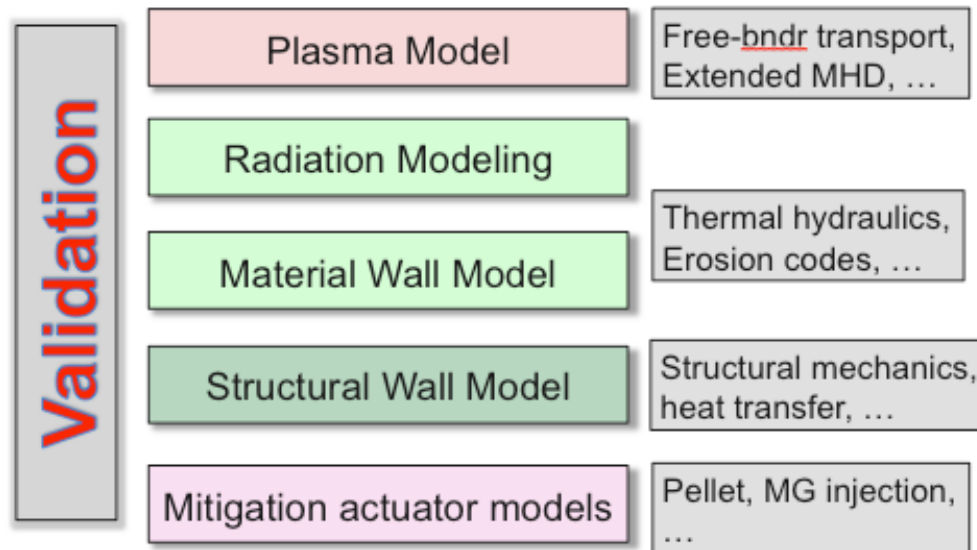 Validation
Plasma Model
Free-bndr transport,
Extended MHD, …
Radiation Modeling
Material Wall Model
Thermal hydraulics,
Erosion codes, …
Structural Wall Model
Structural mechanics,
heat transfer, …
Mitigation actuator models
Pellet, MG injection,
…